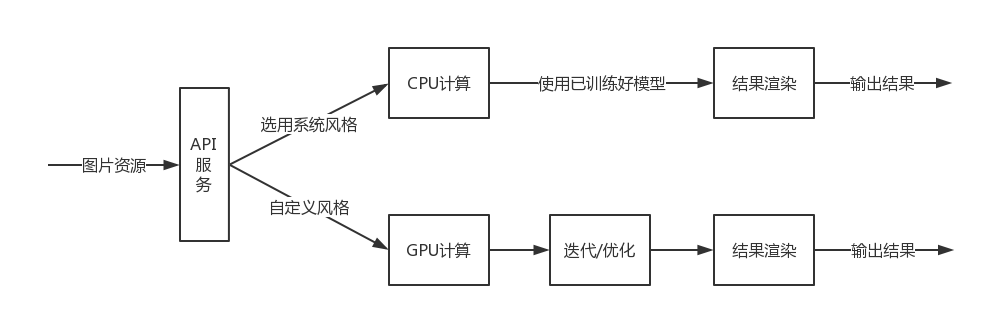 图片资源
API
服
务
选用系统风格
CPU计算
使用已训练好模型
结果渲染
输出结果
自定义风格
GPU计算
迭代/优化
结果渲染
输出结果